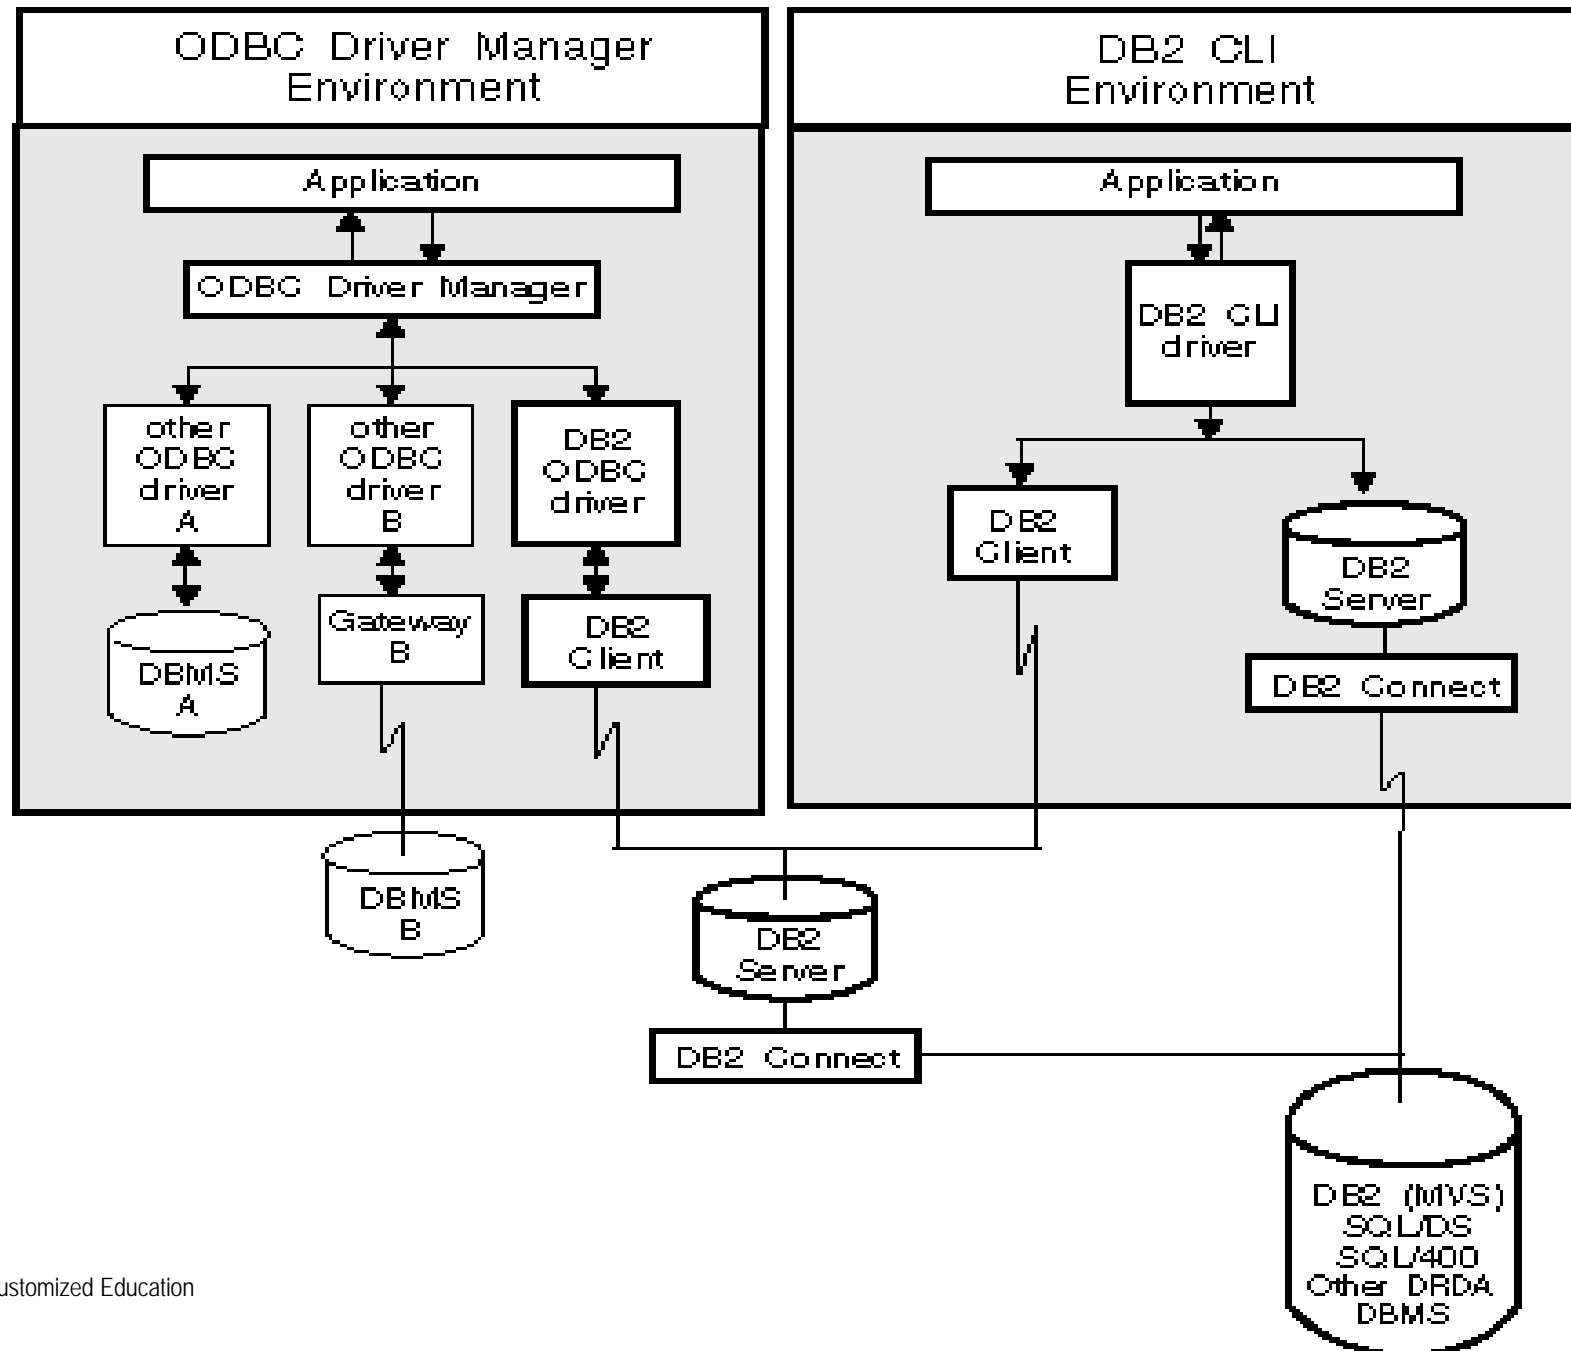 ODBC Driver Manager
Environment
Application
ODBC Driver Manager
other
ODBC
driver
A
other
ODBC
driver
B
DB2
ODBC
driver
DBMS
A
Gateway
B
DB2
Client
DBMS
B
DB2 CLI
Environment
Application
DB2 CLI
driver
DB2
Client
DB2
Server
DB2 Connect
DB2
Server
DB2 Connect
DB2 (MVS)
SQL/DS
SQL/400
Other DRDA
DBMS
ustomized Education